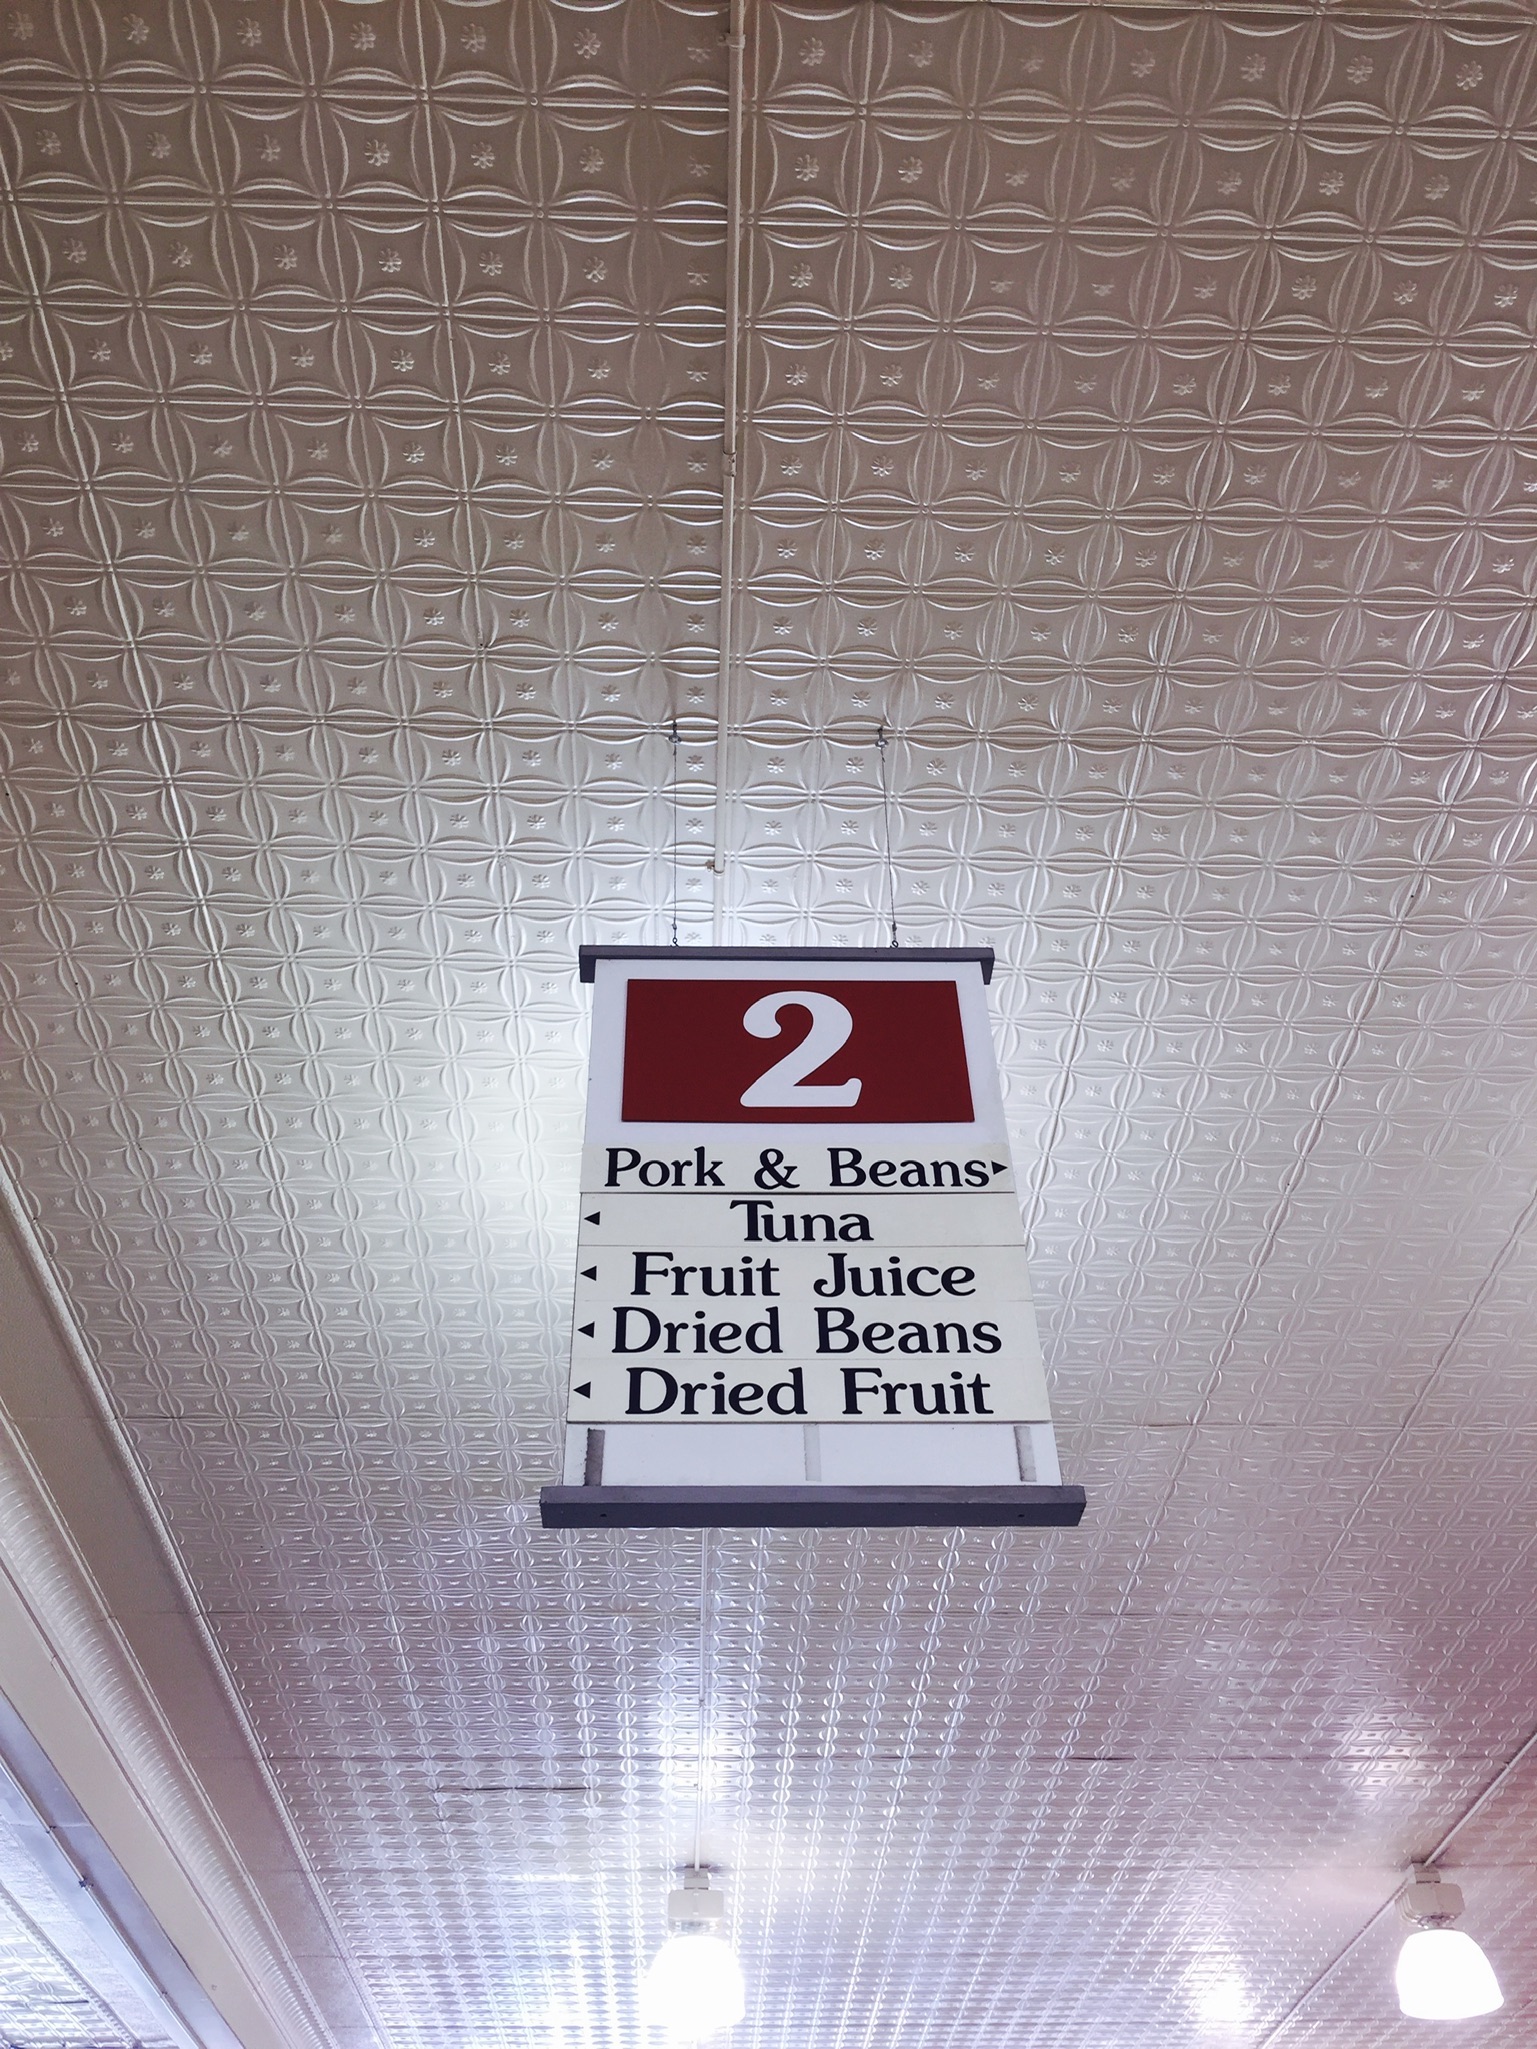 2
Pork & Beans▶
◀ Tuna
◀ Fruit Juice
◀ Dried Beans
◀ Dried Fruit